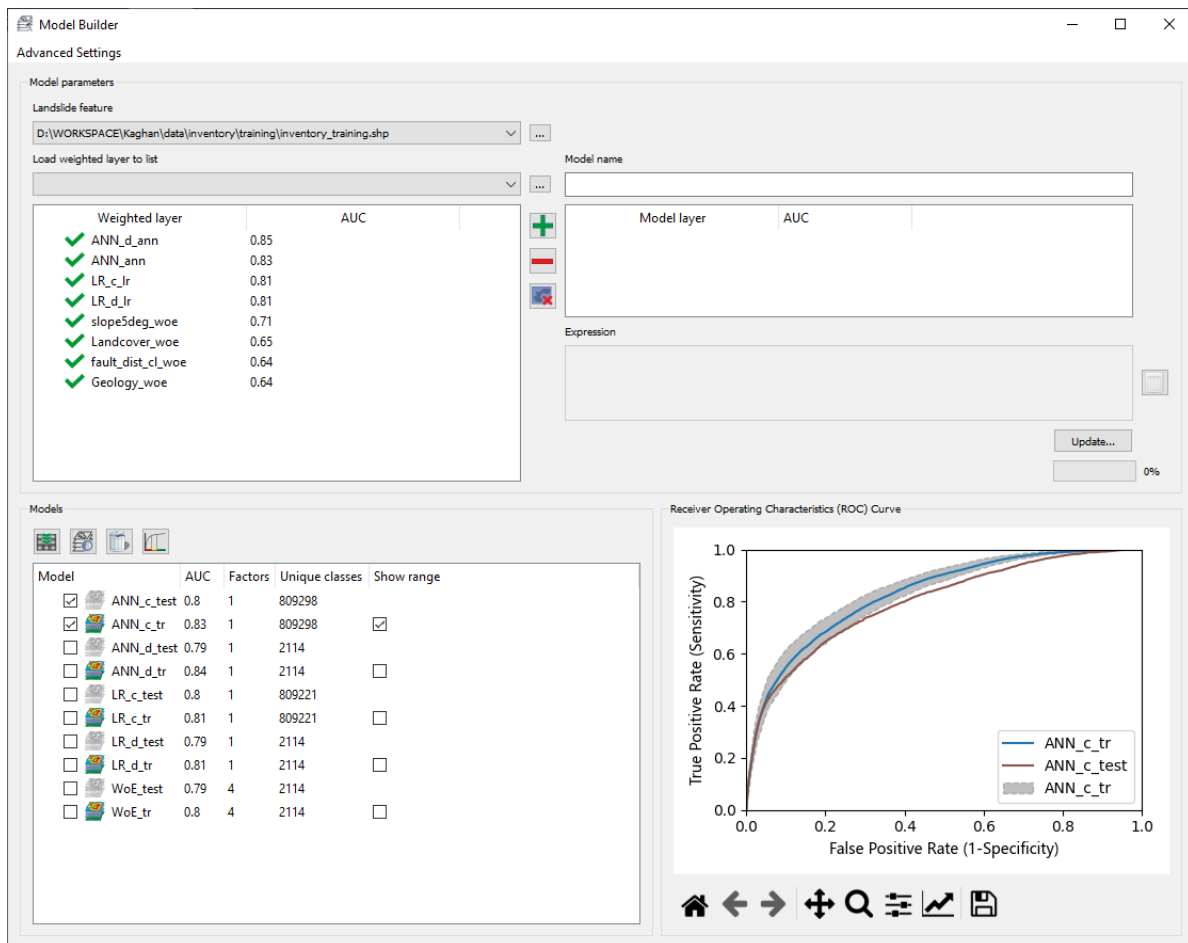 Model Builder
Advanced Settings
Model parameters
Landslide feature
D:\WORKSPACE\Kaghan\data\inventory\training\inventory_training.shp
...
Load weighted layer to list
...
Weighted layer AUC
ANN_d_ann 0.85
ANN_ann 0.83
LR_c_lr 0.81
LR_d_lr 0.81
slope5deg_woe 0.71
Landcover_woe 0.65
fault_dist_cl_woe 0.64
Geology_woe 0.64
Model name
Model layer AUC
Expression
Update...
0%
Models
Model AUC Factors Unique classes Show range
ANN_c_test 0.8 1 809298
ANN_c_tr 0.83 1 809298
ANN_d_test 0.79 1 2114
ANN_d_tr 0.84 1 2114
LR_c_test 0.8 1 809221
LR_c_tr 0.81 1 809221
LR_d_test 0.79 1 2114
LR_d_tr 0.81 1 2114
WoE_test 0.79 4 2114
WoE_tr 0.8 4 2114
Receiver Operating Characteristics (ROC) Curve
True Positive Rate (Sensitivity)
1.0
0.8
0.6
0.4
0.2
0.0
ANN_c_tr
ANN_c_test
ANN_c_tr
0.0 0.2 0.4 0.6 0.8 1.0
False Positive Rate (1-Specificity)